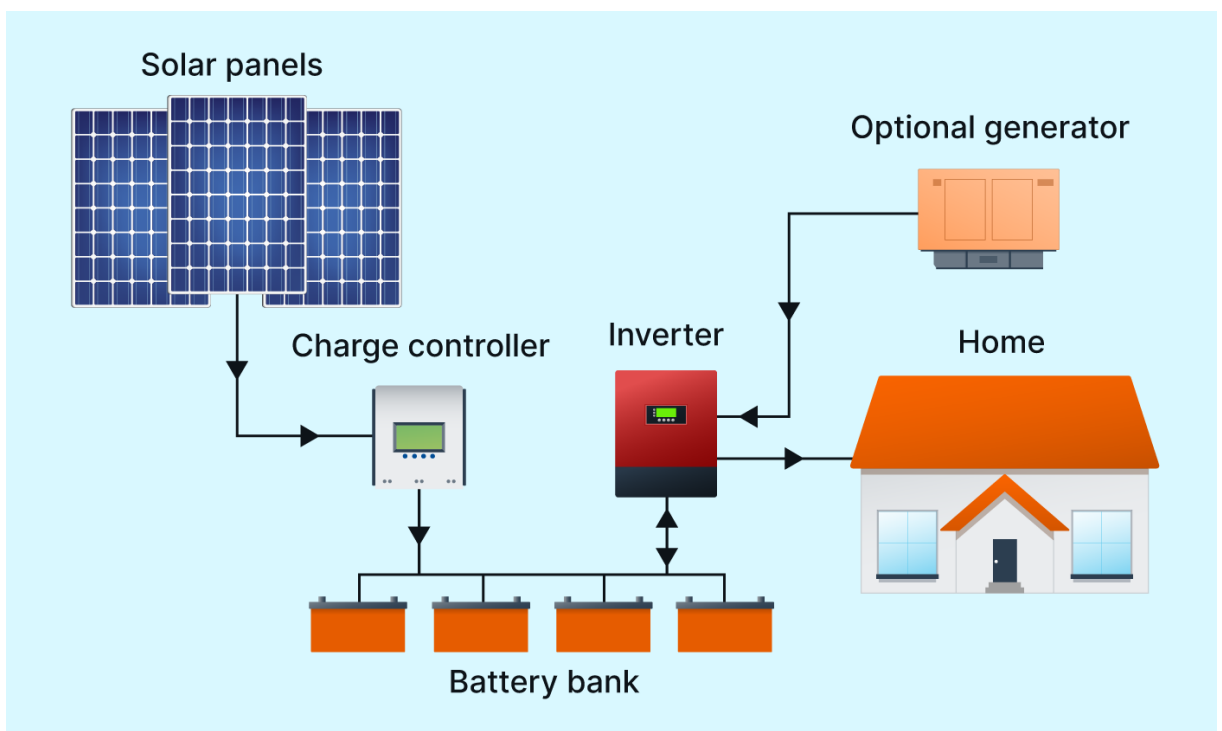 Solar panels
Optional generator
Charge controller
Inverter
Home
Battery bank